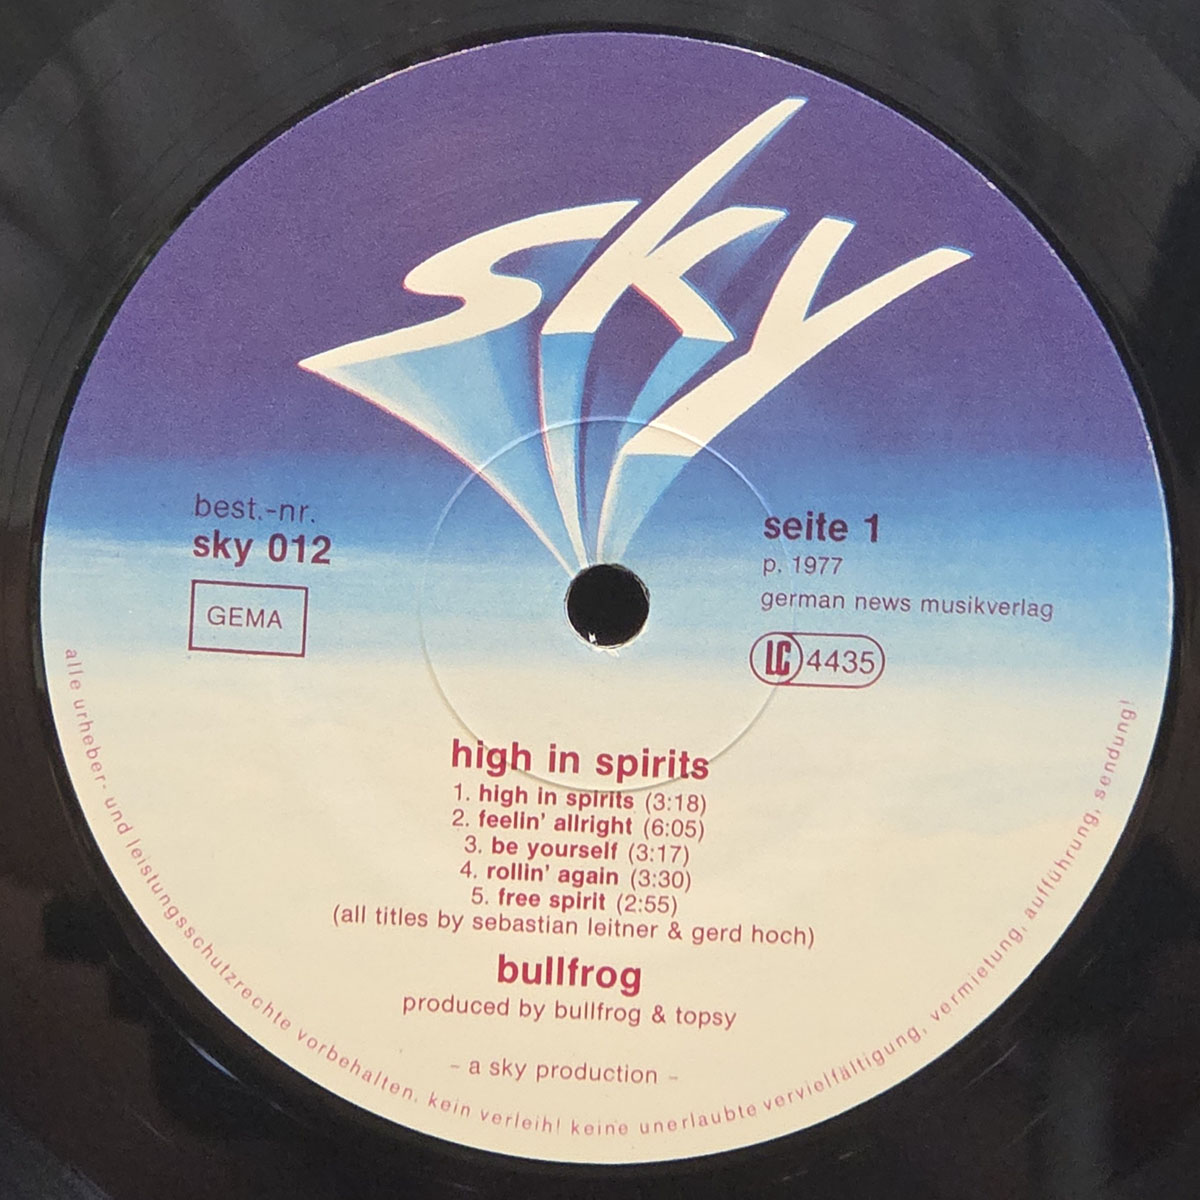 sky
best.-nr.
sky 012
GEMA
seite 1
p. 1977
german news musikverlag
LC 4435
high in spirits
1. high in spirits (3:18)
2. feelin' allright (6:05)
3. be yourself (3:17)
4. rollin' again (3:30)
5. free spirit (2:55)
(all titles by sebastian leitner & gerd hoch)
bullfrog
produced by bullfrog & topsy
- a sky production -
alle urheber- und leistungsschutzrechte vorbehalten. kein verleih! keine unerlaubte vervielfältigung, vermietung, aufführung, sendung!